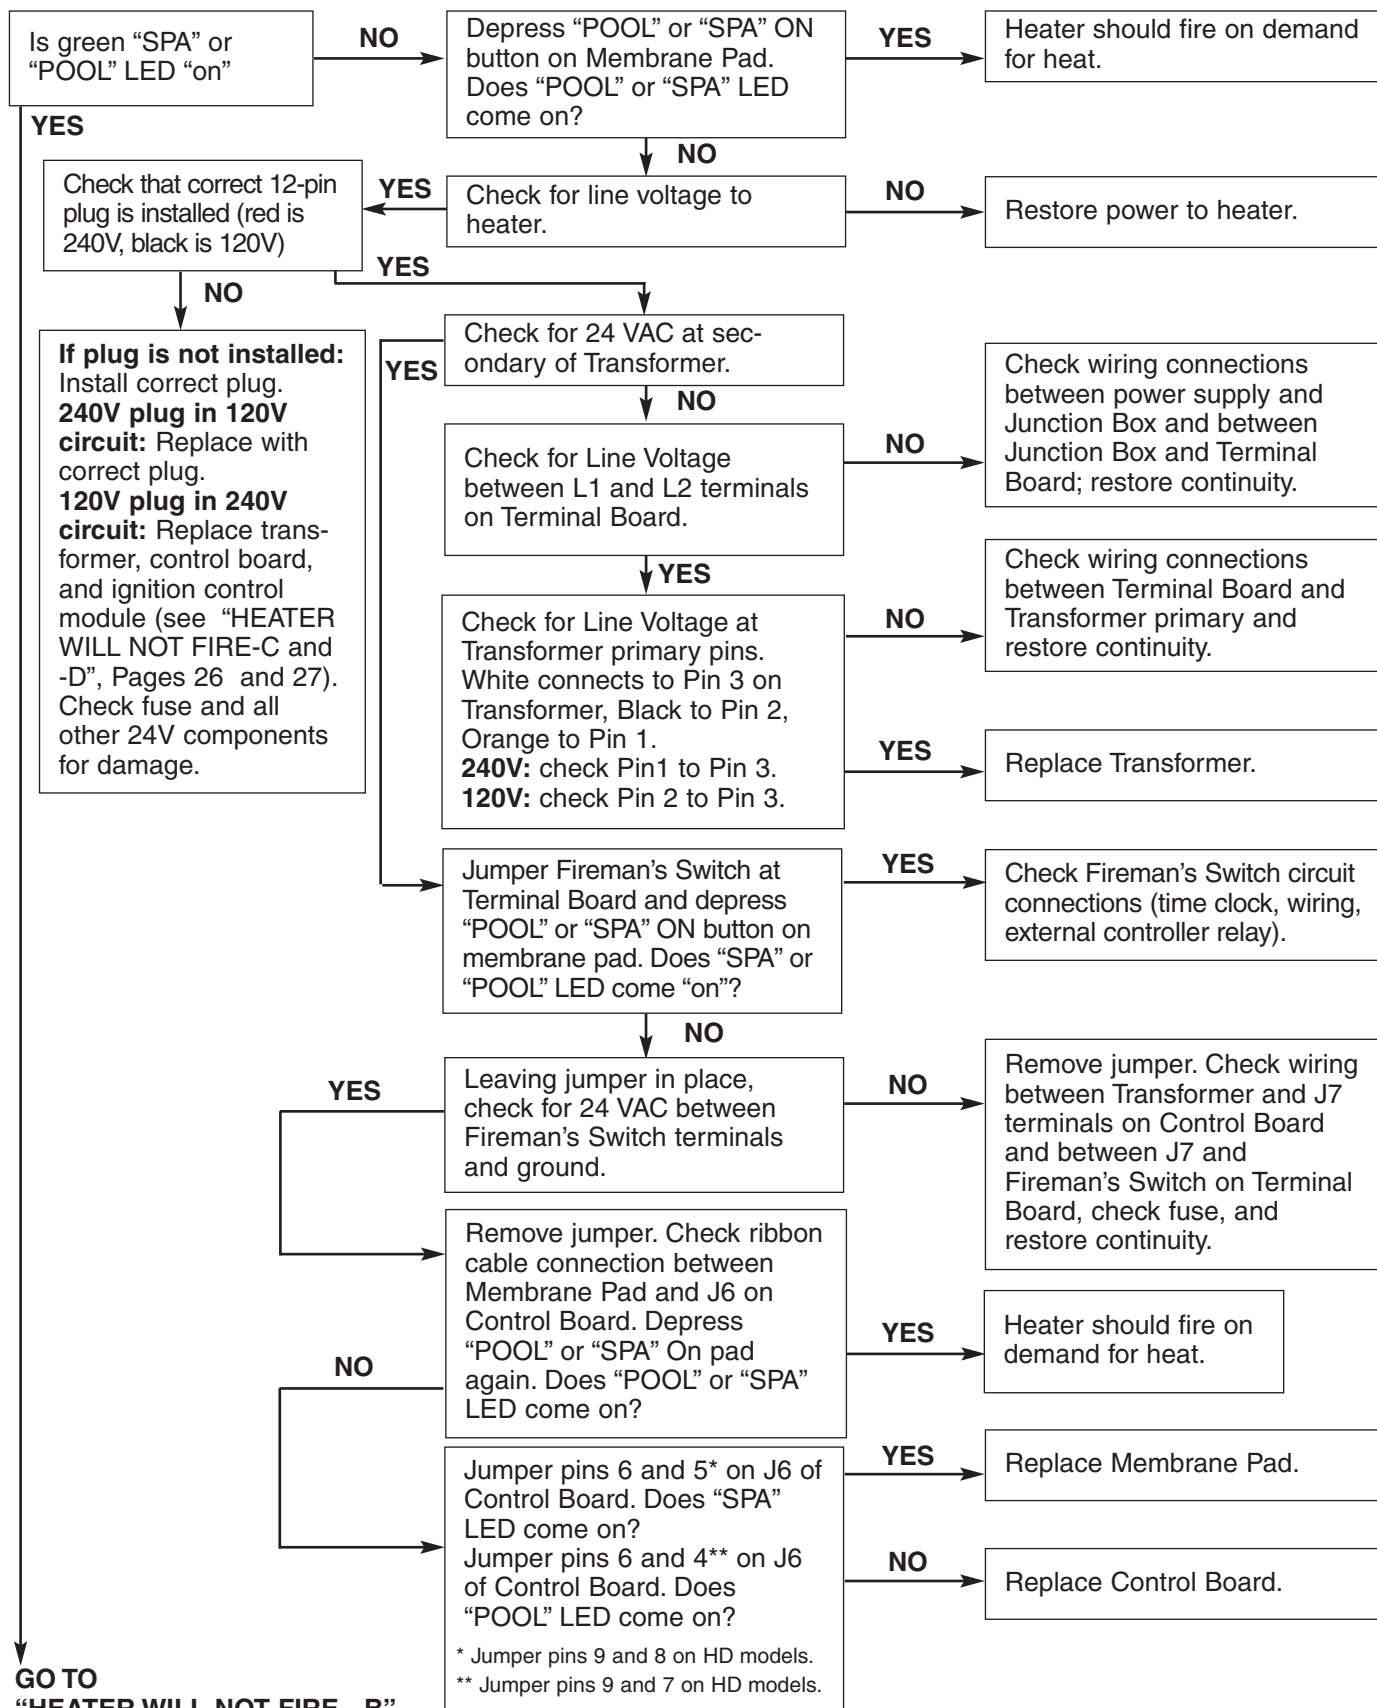 Is green “SPA” or
“POOL” LED “on”
NO
Depress “POOL” or “SPA” ON
button on Membrane Pad.
Does “POOL” or “SPA” LED
come on?
YES
Heater should fire on demand
for heat.
YES
NO
Check that correct 12-pin
plug is installed (red is
240V, black is 120V)
YES
Check for line voltage to
heater.
NO
Restore power to heater.
YES
NO
If plug is not installed:
Install correct plug.
240V plug in 120V
circuit: Replace with
correct plug.
120V plug in 240V
circuit: Replace trans-
former, control board,
and ignition control
module (see “HEATER
WILL NOT FIRE-C and
-D”, Pages 26 and 27).
Check fuse and all
other 24V components
for damage.
Check for 24 VAC at sec-
ondary of Transformer.
YES
NO
Check for Line Voltage
between L1 and L2 terminals
on Terminal Board.
NO
Check wiring connections
between power supply and
Junction Box and between
Junction Box and Terminal
Board; restore continuity.
YES
Check for Line Voltage at
Transformer primary pins.
White connects to Pin 3 on
Transformer, Black to Pin 2,
Orange to Pin 1.
240V: check Pin1 to Pin 3.
120V: check Pin 2 to Pin 3.
NO
Check wiring connections
between Terminal Board and
Transformer primary and
restore continuity.
YES
Replace Transformer.
Jumper Fireman’s Switch at
Terminal Board and depress
“POOL” or “SPA” ON button on
membrane pad. Does “SPA” or
“POOL” LED come “on”?
YES
Check Fireman’s Switch circuit
connections (time clock, wiring,
external controller relay).
NO
YES
Leaving jumper in place,
check for 24 VAC between
Fireman’s Switch terminals
and ground.
NO
Remove jumper. Check wiring
between Transformer and J7
terminals on Control Board
and between J7 and
Fireman’s Switch on Terminal
Board, check fuse, and
restore continuity.
Remove jumper. Check ribbon
cable connection between
Membrane Pad and J6 on
Control Board. Depress
“POOL” or “SPA” On pad
again. Does “POOL” or “SPA”
LED come on?
YES
Heater should fire on
demand for heat.
NO
Jumper pins 6 and 5* on J6 of
Control Board. Does “SPA”
LED come on?
Jumper pins 6 and 4** on J6
of Control Board. Does
“POOL” LED come on?
* Jumper pins 9 and 8 on HD models.
** Jumper pins 9 and 7 on HD models.
YES
Replace Membrane Pad.
NO
Replace Control Board.
GO TO
“HEATER WILL NOT FIRE - B”